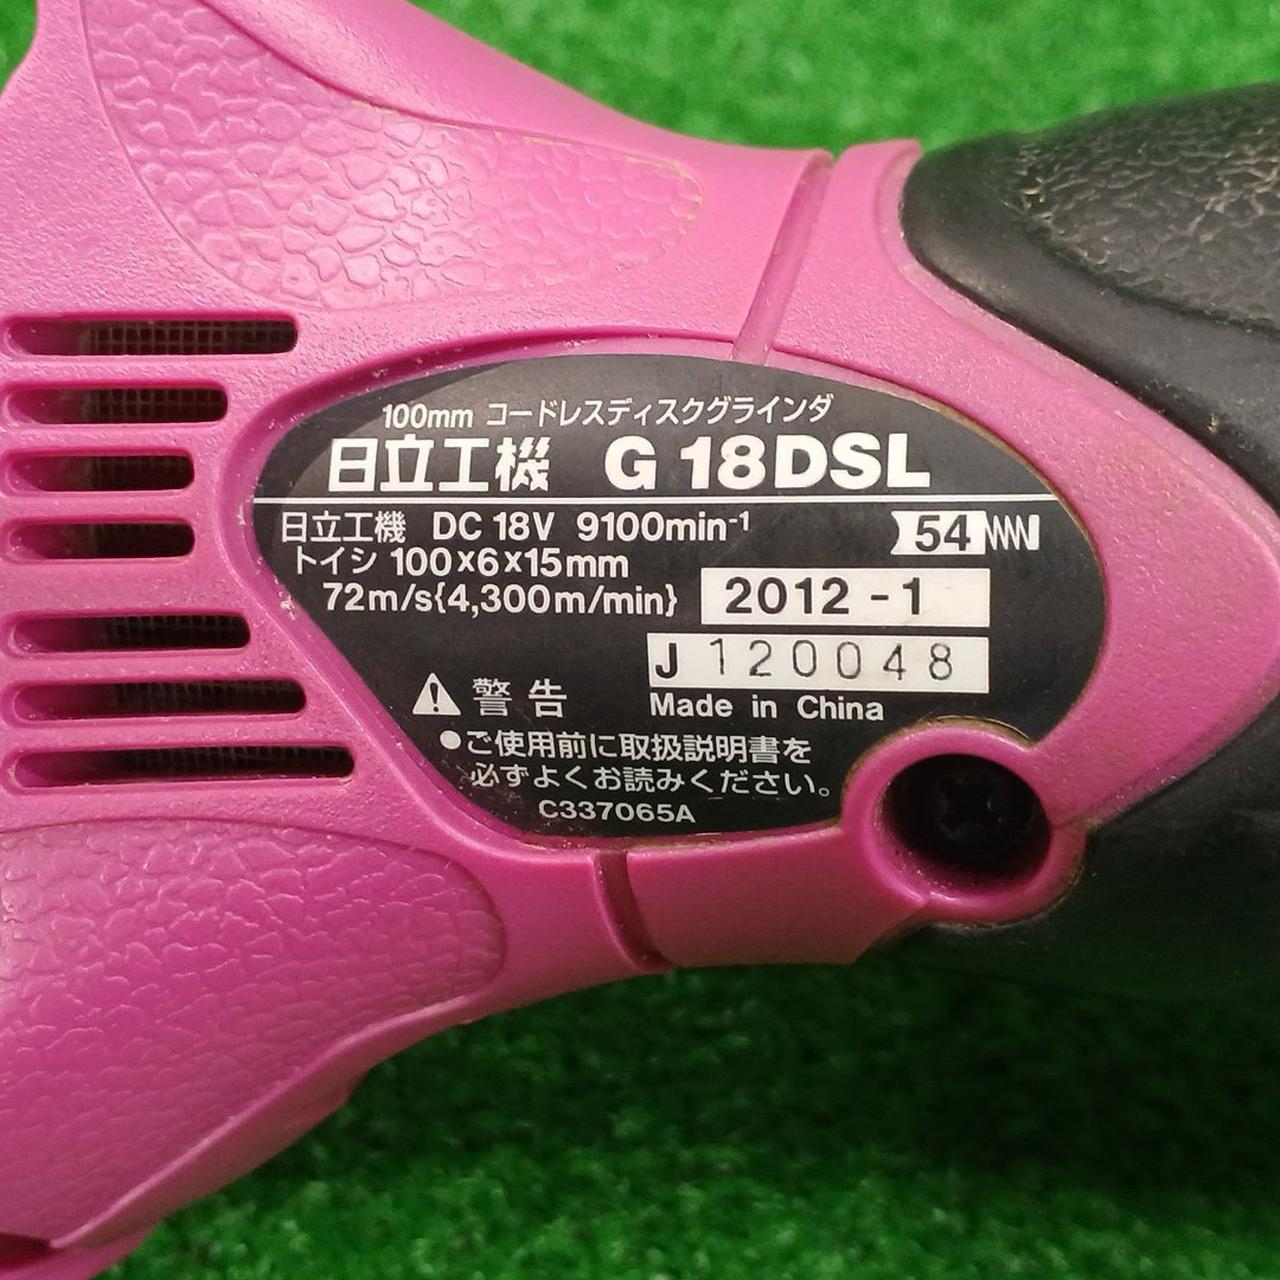 100mm コードレスディスクグラインダ
日立工機 G 18DSL
日立工機 DC 18V 9100min⁻¹ 54
トイシ 100×6×15mm
72m/s{4,300m/min} 2012 - 1
J 120048
警告 Made in China
●ご使用前に取扱説明書を
必ずよくお読みください。
C337065A